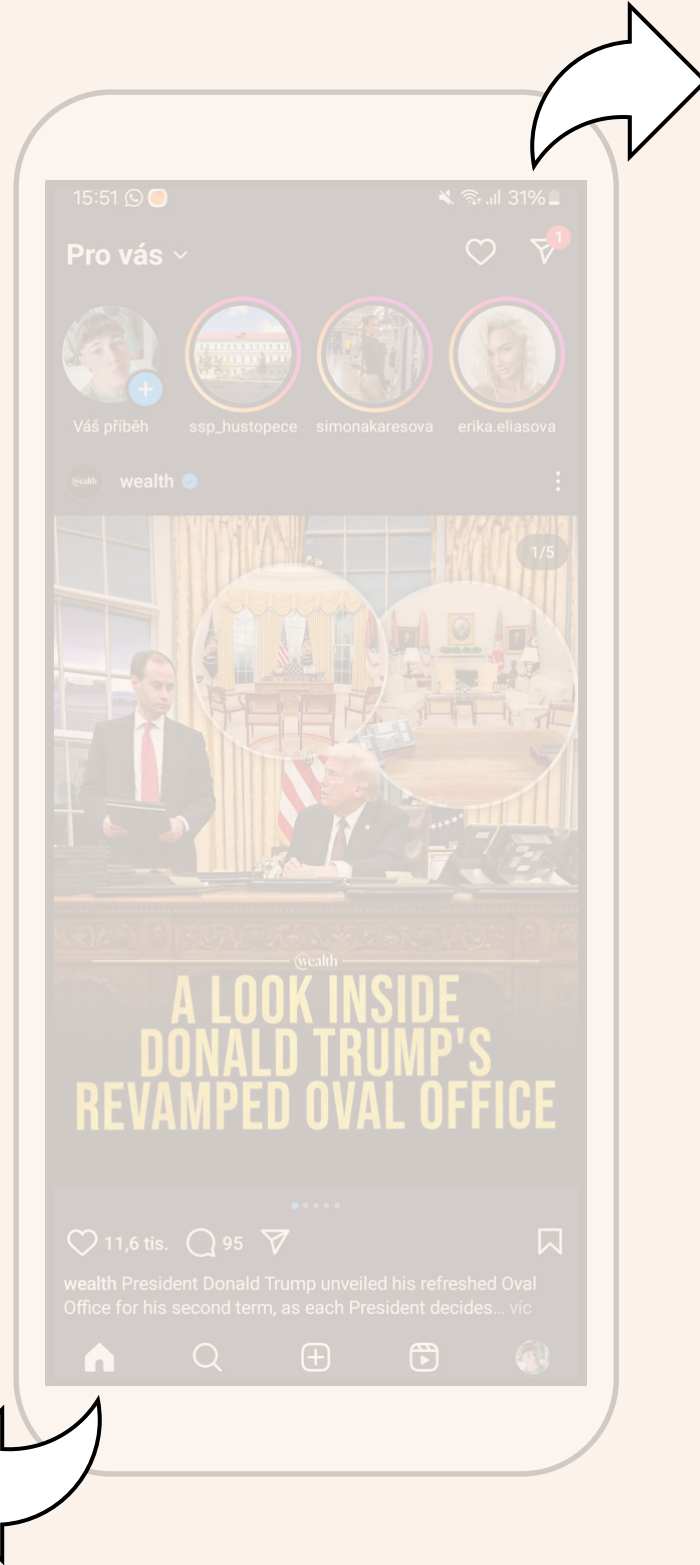 15:51 31%
Pro vás 1
Váš příběh ssp_hustopece simonakaresova erika.eliasova
wealth wealth
1/5
wealth
A LOOK INSIDE
DONALD TRUMP'S
REVAMPED OVAL OFFICE
11,6 tis. 95
wealth President Donald Trump unveiled his refreshed Oval
Office for his second term, as each President decides... víc